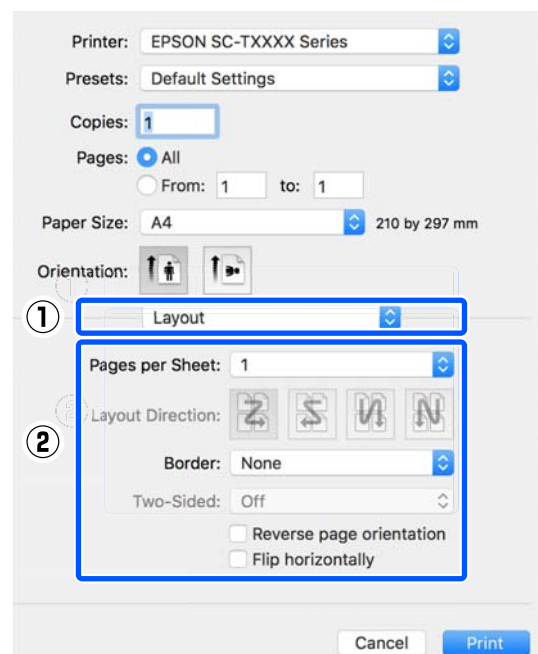 Printer: EPSON SC-TXXXX Series
Presets: Default Settings
Copies: 1
Pages: All
From: 1 to: 1
Paper Size: A4 210 by 297 mm
Orientation:
① Layout
Pages per Sheet: 1
② Layout Direction:
Border: None
Two-Sided: Off
Reverse page orientation
Flip horizontally
Cancel Print